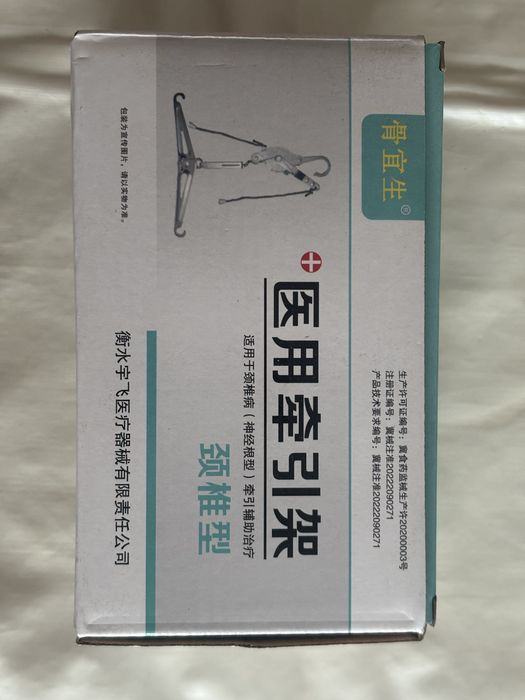 骨宜生®
生产许可证编号：冀食药监械生产许20200003号
注册证编号：冀械注准20222090271
产品技术要求编号：冀械注准20222090271
医用牵引架
适用于颈椎病（神经根型）牵引辅助治疗
颈椎型
包装为宣传图片，请以实物为准。
衡水宇飞医疗器械有限责任公司